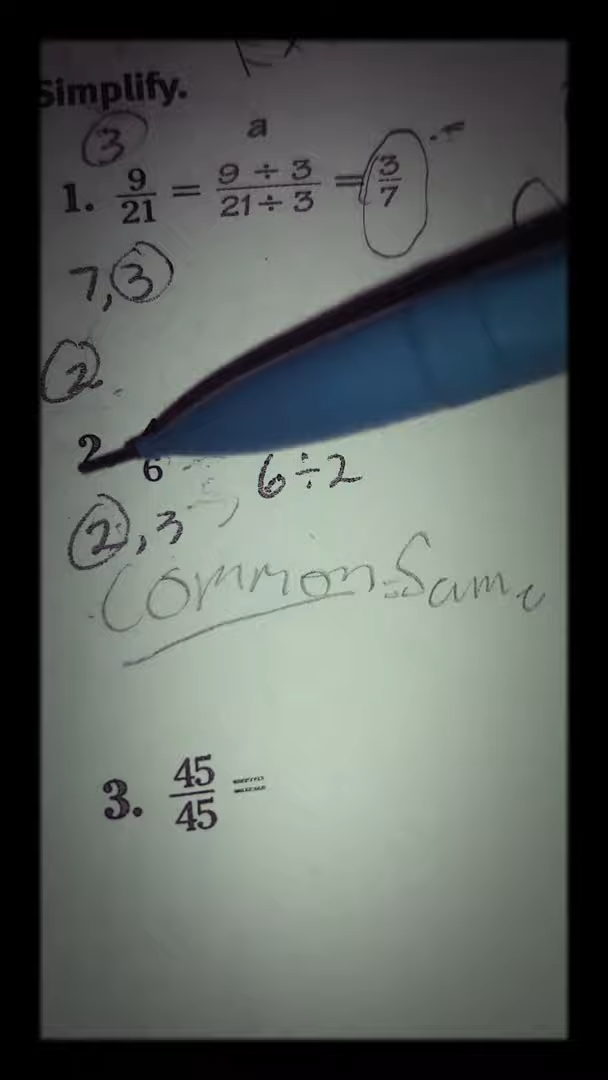 Simplify.
3 a
1. 9/21 = 9 ÷ 3/21 ÷ 3 = 3/7
7, 3
2
2
6 6÷2
2, 3
Common=Same
3. 45/45 =